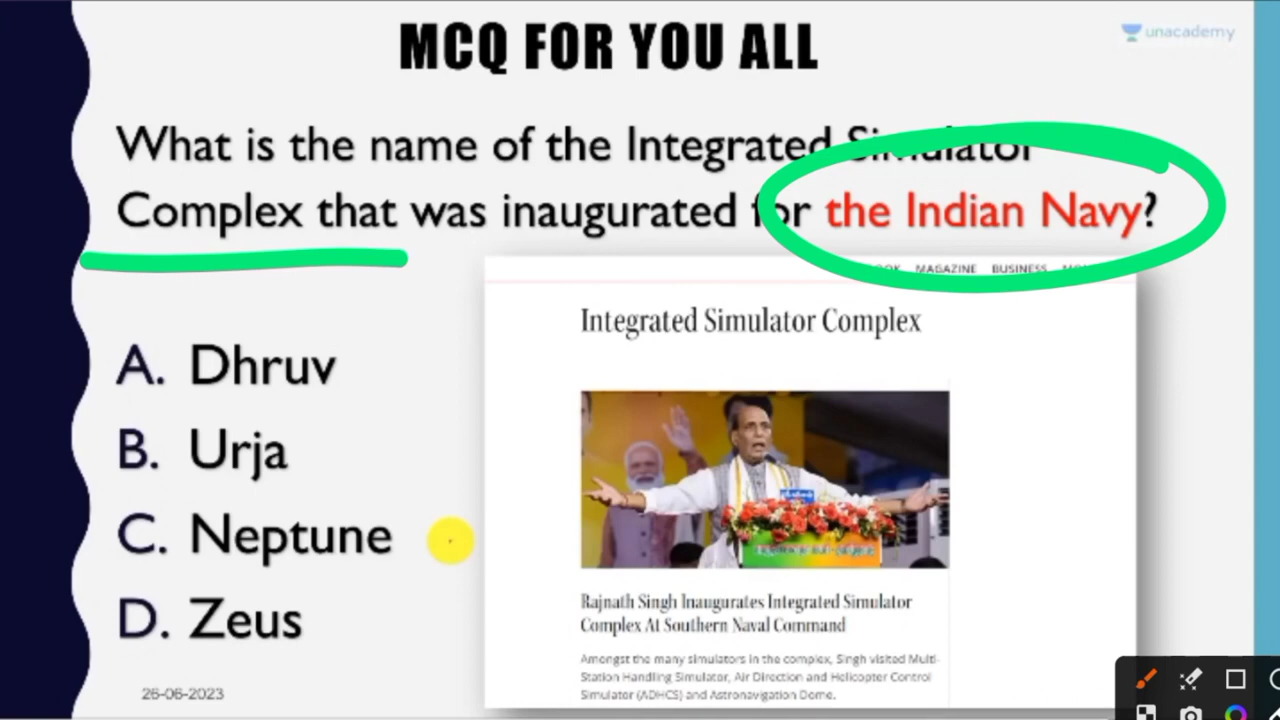 MCQ FOR YOU ALL
unacademy
What is the name of the Integrated Simulator
Complex that was inaugurated for the Indian Navy?
MAGAZINE BUSINESS
Integrated Simulator Complex
A. Dhruv
B. Urja
C. Neptune
D. Zeus
Rajnath Singh Inaugurates Integrated Simulator
Complex At Southern Naval Command
Amongst the many simulators in the complex, Singh visited Multi-
Station Handling Simulator, Air Direction and Helicopter Control
Simulator (ADHCS) and Astronavigation Dome.
26-06-2023